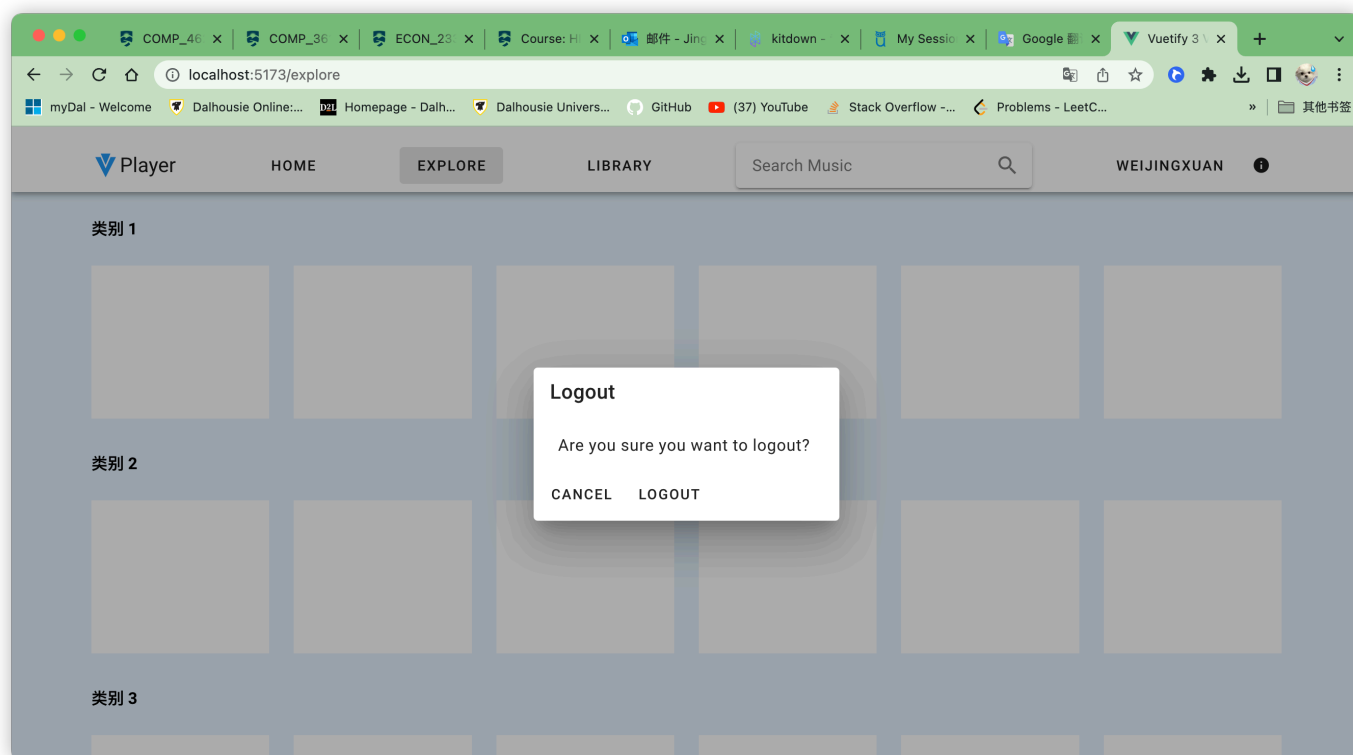 COMP_46
COMP_36
ECON_23
Course: H
邮件 - Jing
kitdown -
My Sessio
Google 翻
Vuetify 3
localhost:5173/explore
myDal - Welcome
Dalhousie Online:...
D2L
Homepage - Dalh...
Dalhousie Univers...
GitHub
(37) YouTube
Stack Overflow -...
Problems - LeetC...
»
其他书签
Player
HOME
EXPLORE
LIBRARY
Search Music
WEIJINGXUAN
类别 1
Logout
Are you sure you want to logout?
CANCEL
LOGOUT
类别 2
类别 3